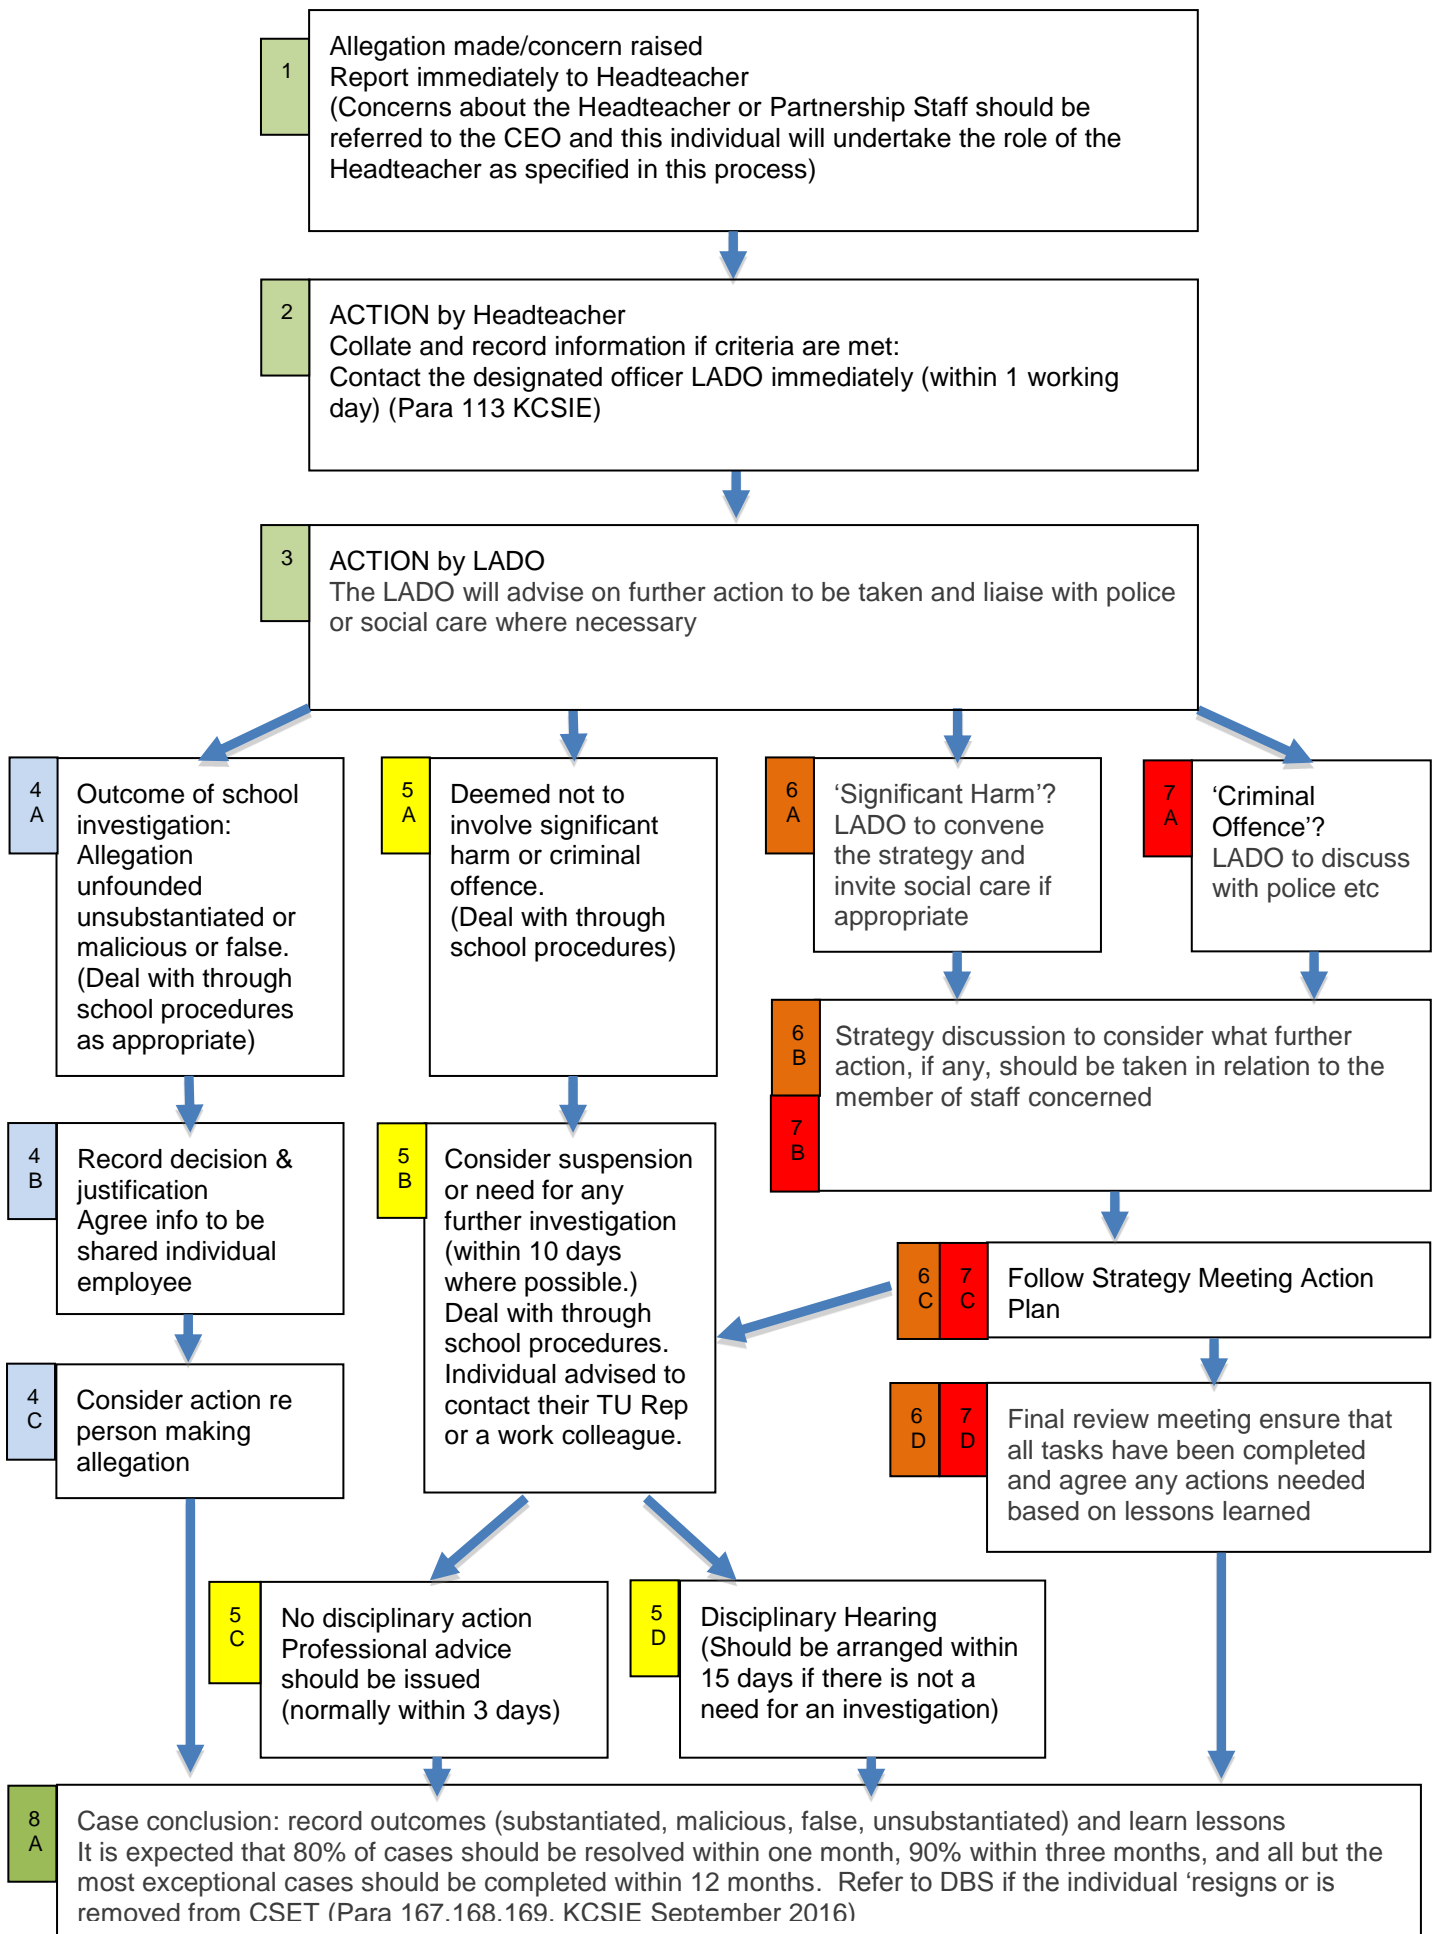 1
Allegation made/concern raised
Report immediately to Headteacher
(Concerns about the Headteacher or Partnership Staff should be
referred to the CEO and this individual will undertake the role of the
Headteacher as specified in this process)
2
ACTION by Headteacher
Collate and record information if criteria are met:
Contact the designated officer LADO immediately (within 1 working
day) (Para 113 KCSIE)
3
ACTION by LADO
The LADO will advise on further action to be taken and liaise with police
or social care where necessary
4
A
Outcome of school
investigation:
Allegation
unfounded
unsubstantiated or
malicious or false.
(Deal with through
school procedures
as appropriate)
5
A
Deemed not to
involve significant
harm or criminal
offence.
(Deal with through
school procedures)
6
A
‘Significant Harm’?
LADO to convene
the strategy and
invite social care if
appropriate
7
A
‘Criminal
Offence’?
LADO to discuss
with police etc
6
B
7
B
Strategy discussion to consider what further
action, if any, should be taken in relation to the
member of staff concerned
4
B
Record decision &
justification
Agree info to be
shared individual
employee
5
B
Consider suspension
or need for any
further investigation
(within 10 days
where possible.)
Deal with through
school procedures.
Individual advised to
contact their TU Rep
or a work colleague.
6
C
7
C
Follow Strategy Meeting Action
Plan
4
C
Consider action re
person making
allegation
6
D
7
D
Final review meeting ensure that
all tasks have been completed
and agree any actions needed
based on lessons learned
5
C
No disciplinary action
Professional advice
should be issued
(normally within 3 days)
5
D
Disciplinary Hearing
(Should be arranged within
15 days if there is not a
need for an investigation)
8
A
Case conclusion: record outcomes (substantiated, malicious, false, unsubstantiated) and learn lessons
It is expected that 80% of cases should be resolved within one month, 90% within three months, and all but the
most exceptional cases should be completed within 12 months.  Refer to DBS if the individual ‘resigns or is
removed from CSET (Para 167,168,169, KCSIE September 2016)